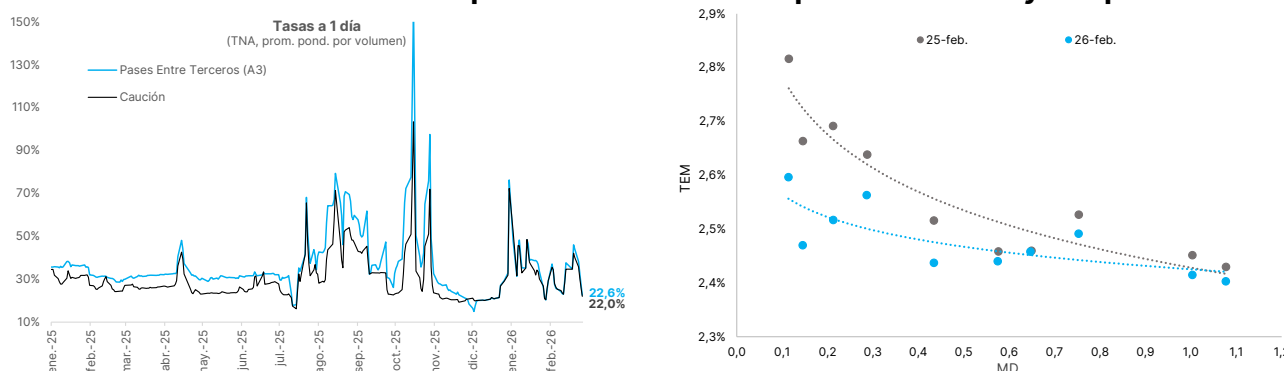 Tasas a 1 día
(TNA, prom. pond. por volumen)
Pases Entre Terceros (A3)
Caución
150%
130%
110%
90%
70%
50%
30%
10%
22,6%
22,0%
ene.-25
feb.-25
mar.-25
abr.-25
may.-25
jun.-25
jul.-25
ago.-25
sep.-25
oct.-25
nov.-25
dic.-25
ene.-26
feb.-26
25-feb.
26-feb.
2,9%
2,8%
2,7%
2,6%
2,5%
2,4%
2,3%
TEM
0,0
0,1
0,2
0,3
0,4
0,5
0,6
0,7
0,8
0,9
1,0
1,1
MD